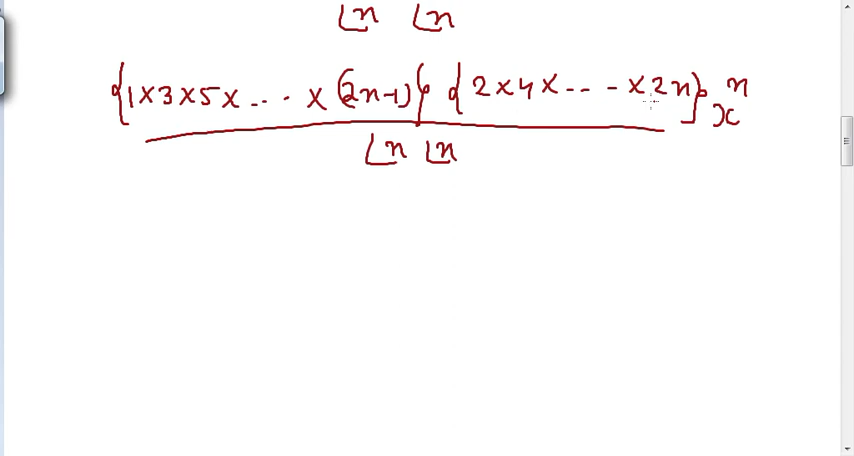 ⌊n ⌊n
{1×3×5×...×(2n-1)} {2×4×...-×2n} xⁿ
⌊n ⌊n